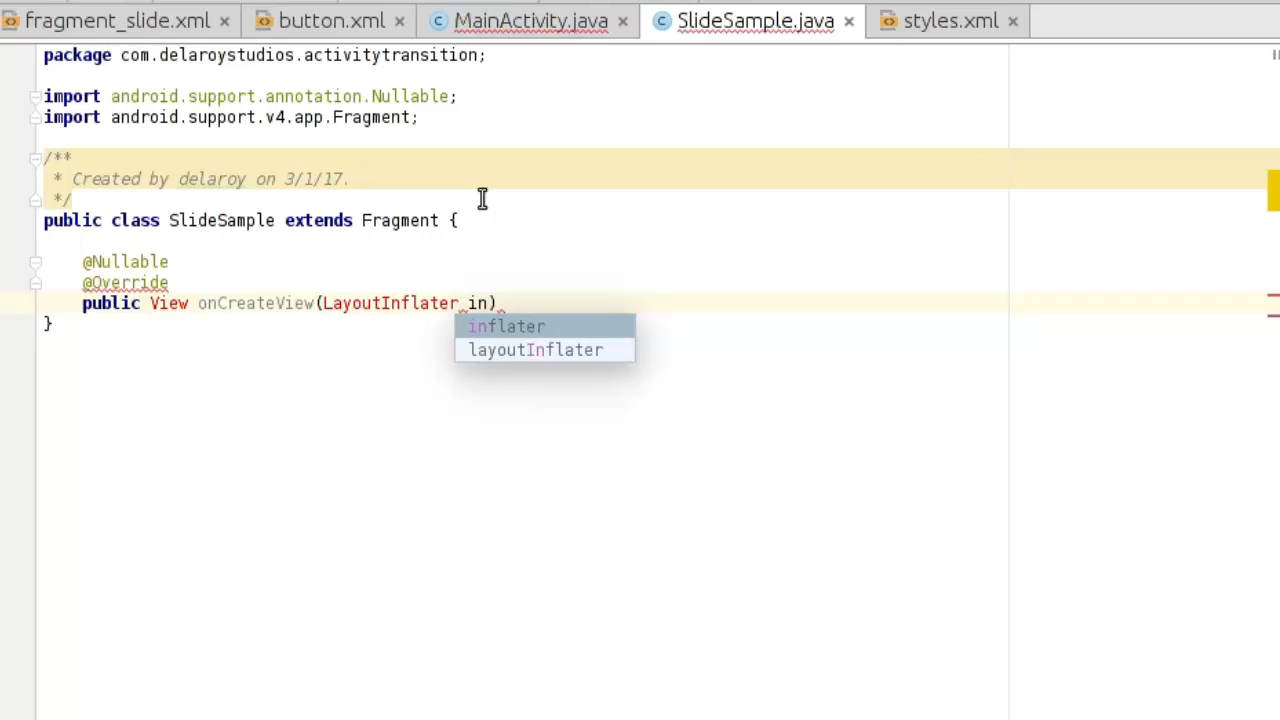 fragment_slide.xml × button.xml × MainActivity.java × SlideSample.java × styles.xml ×
package com.delaroystudios.activitytransition;
import android.support.annotation.Nullable;
import android.support.v4.app.Fragment;
/**
* Created by delaroy on 3/1/17.
*/
public class SlideSample extends Fragment {
@Nullable
@Override
public View onCreateView(LayoutInflater in)
inflater
layoutInflater
}